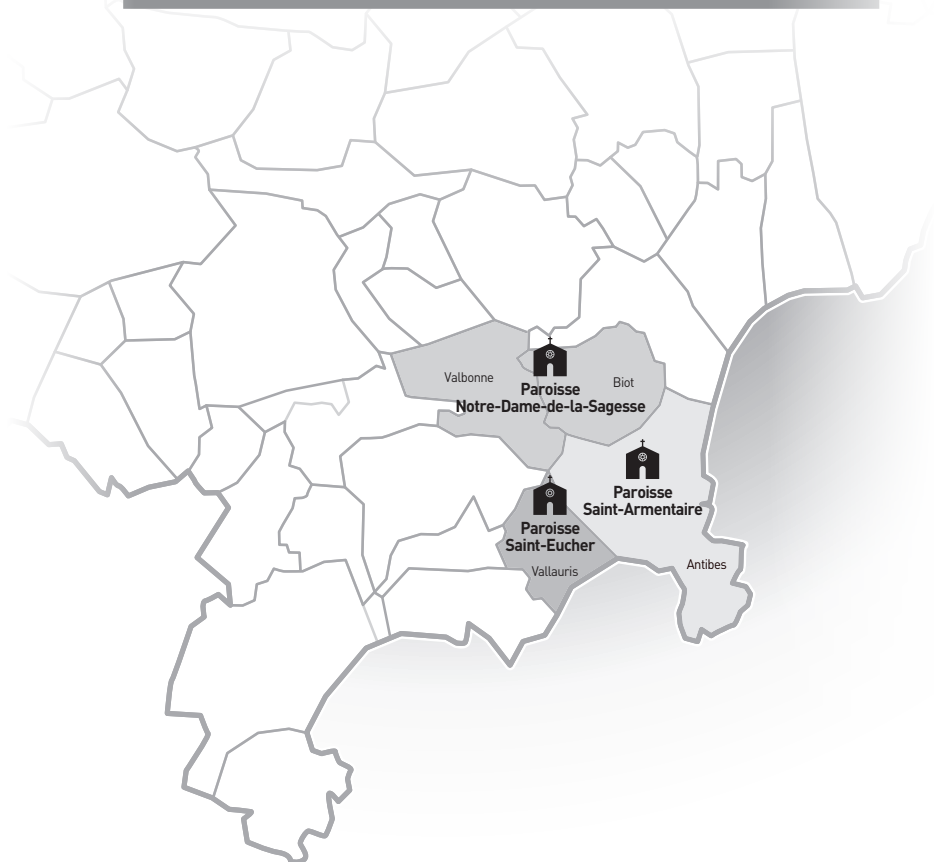 Valbonne
Biot
Paroisse
Notre-Dame-de-la-Sagesse
Paroisse
Saint-Armentaire
Paroisse
Saint-Eucher
Vallauris
Antibes